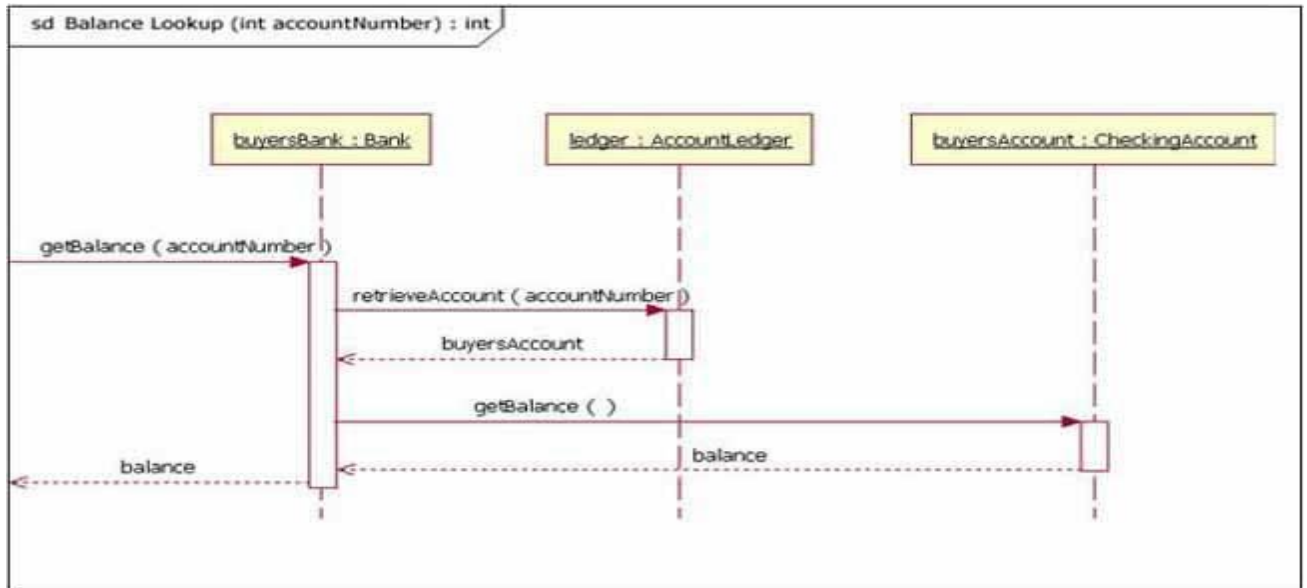 sd Balance Lookup (int accountNumber) : int
buyersBank : Bank
ledger : AccountLedger
buyersAccount : CheckingAccount
getBalance ( accountNumber )
retrieveAccount ( accountNumber )
buyersAccount
getBalance ( )
balance
balance